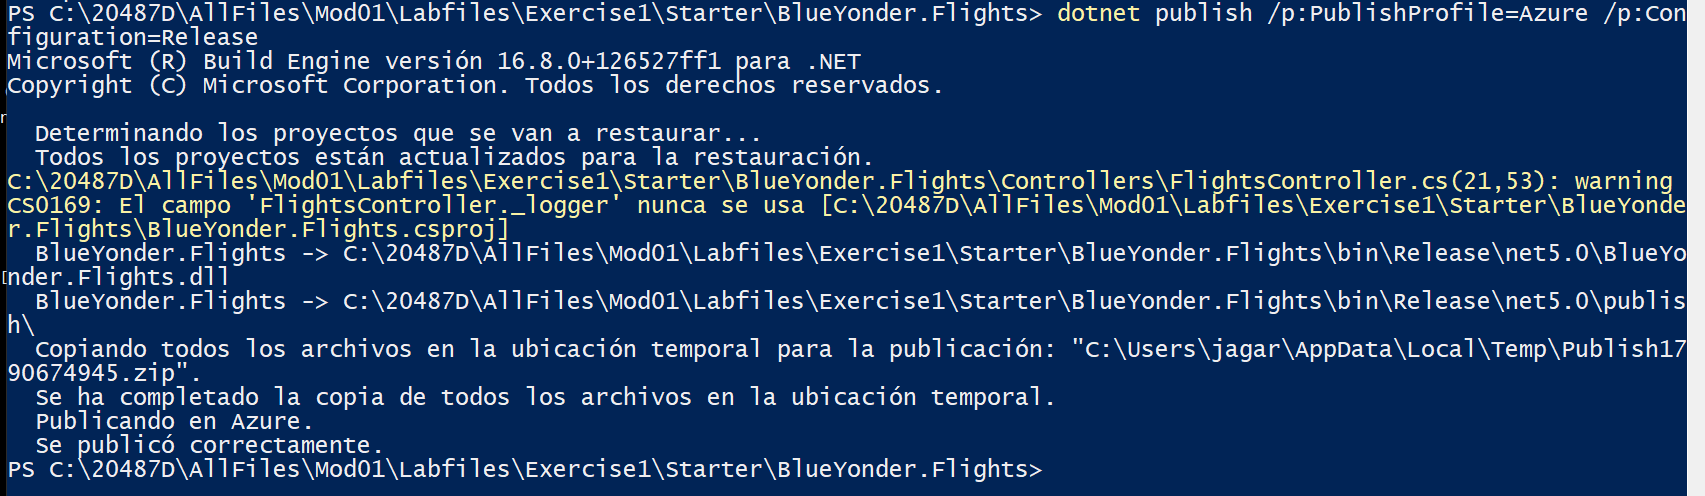 PS C:\20487D\AllFiles\Mod01\Labfiles\Exercise1\Starter\BlueYonder.Flights> dotnet publish /p:PublishProfile=Azure /p:Con
figuration=Release
Microsoft (R) Build Engine versión 16.8.0+126527ff1 para .NET
Copyright (C) Microsoft Corporation. Todos los derechos reservados.
  Determinando los proyectos que se van a restaurar...
  Todos los proyectos están actualizados para la restauración.
C:\20487D\AllFiles\Mod01\Labfiles\Exercise1\Starter\BlueYonder.Flights\Controllers\FlightsController.cs(21,53): warning
CS0169: El campo 'FlightsController._logger' nunca se usa [C:\20487D\AllFiles\Mod01\Labfiles\Exercise1\Starter\BlueYonde
r.Flights\BlueYonder.Flights.csproj]
  BlueYonder.Flights -> C:\20487D\AllFiles\Mod01\Labfiles\Exercise1\Starter\BlueYonder.Flights\bin\Release\net5.0\BlueYo
nder.Flights.dll
  BlueYonder.Flights -> C:\20487D\AllFiles\Mod01\Labfiles\Exercise1\Starter\BlueYonder.Flights\bin\Release\net5.0\publis
h\
  Copiando todos los archivos en la ubicación temporal para la publicación: "C:\Users\jagar\AppData\Local\Temp\Publish17
90674945.zip".
  Se ha completado la copia de todos los archivos en la ubicación temporal.
  Publicando en Azure.
  Se publicó correctamente.
PS C:\20487D\AllFiles\Mod01\Labfiles\Exercise1\Starter\BlueYonder.Flights>